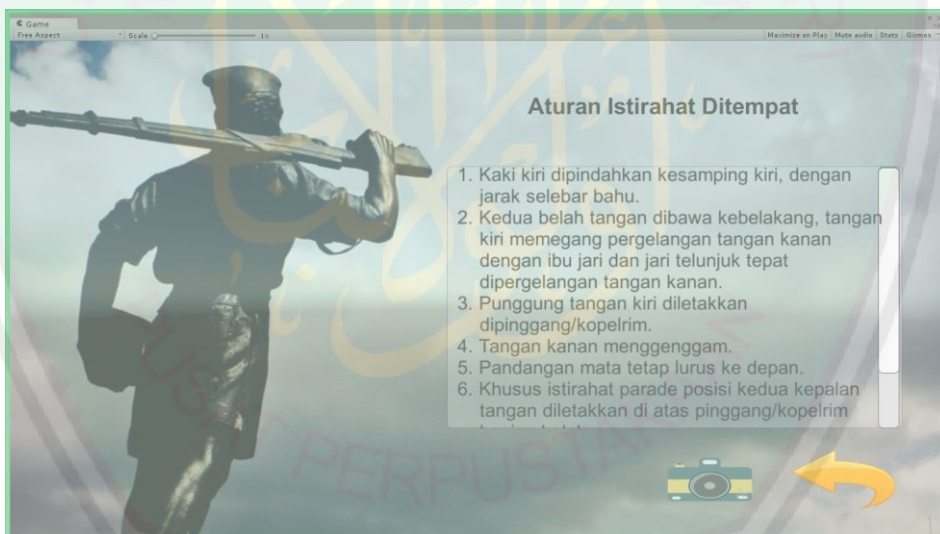 Game
Free Aspect
Scale
1x
Maximize on Play
Mute audio
Stats
Gizmos
Aturan Istirahat Ditempat
1. Kaki kiri dipindahkan kesamping kiri, dengan
jarak selebar bahu.
2. Kedua belah tangan dibawa kebelakang, tangan
kiri memegang pergelangan tangan kanan
dengan ibu jari dan jari telunjuk tepat
dipergelangan tangan kanan.
3. Punggung tangan kiri diletakkan
dipinggang/kopelrim.
4. Tangan kanan menggenggam.
5. Pandangan mata tetap lurus ke depan.
6. Khusus istirahat parade posisi kedua kepalan
tangan diletakkan di atas pinggang/kopelrim
PUSAT PERPUSTAKAAN